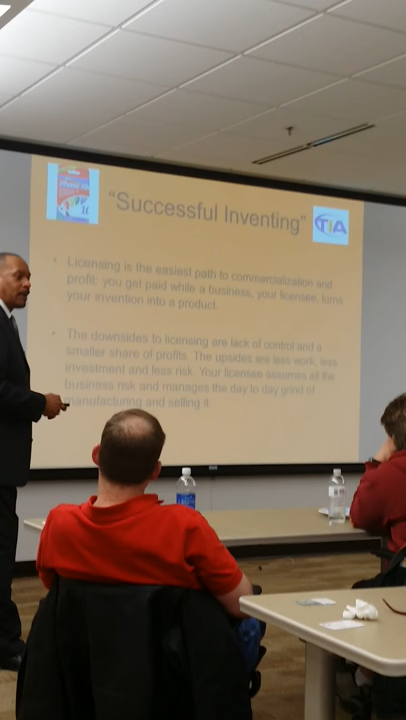 "Successful Inventing"
TIA
Licensing is the easiest path to commercialization and
profit; you get paid while a business, your licensee, turns
your invention into a product.
The downsides to licensing are lack of control and a
smaller share of profits. The upsides are less work, less
investment and less risk. Your licensee assumes all the
business risk and manages the day to day grind of
manufacturing and selling it.